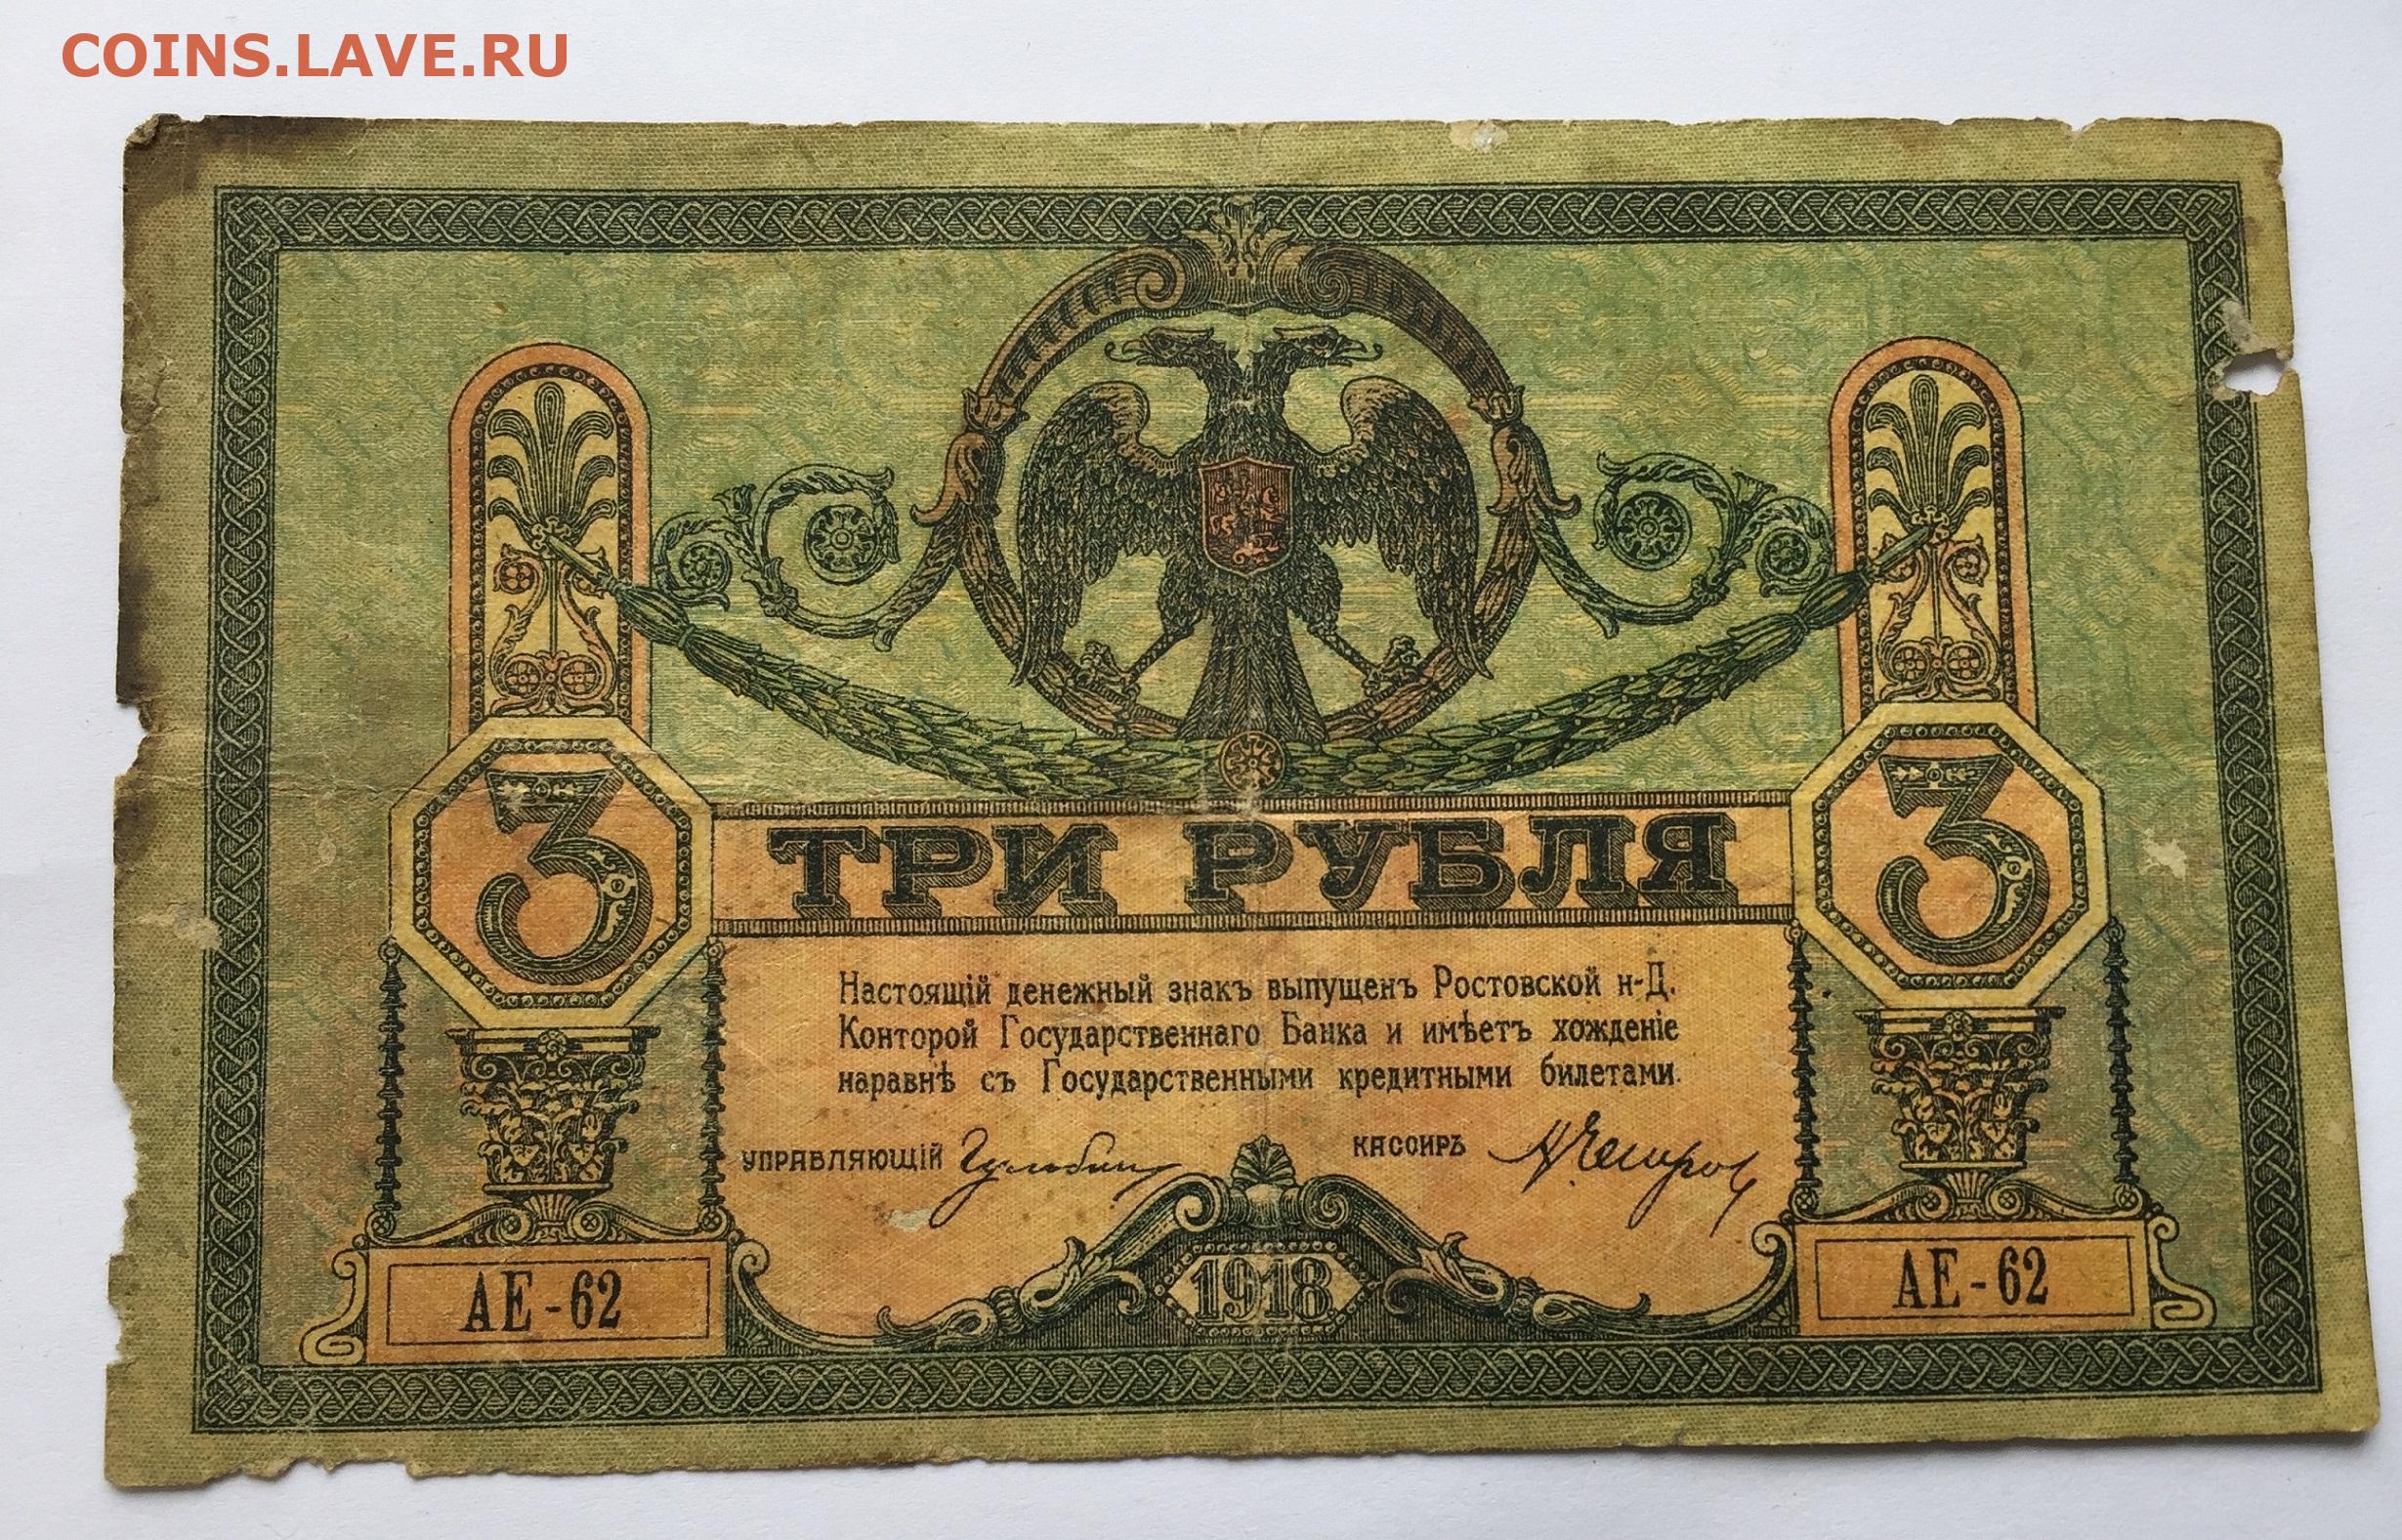 COINS.LAVE.RU
3
3
ТРИ РУБЛЯ
Настоящій денежный знакъ выпущенъ Ростовской н-Д.
Конторой Государственнаго Банка и имѣетъ хожденіе
наравнѣ съ Государственными кредитными билетами.
УПРАВЛЯЮЩІЙ
КАССИРЪ
АЕ-62
1918
АЕ-62